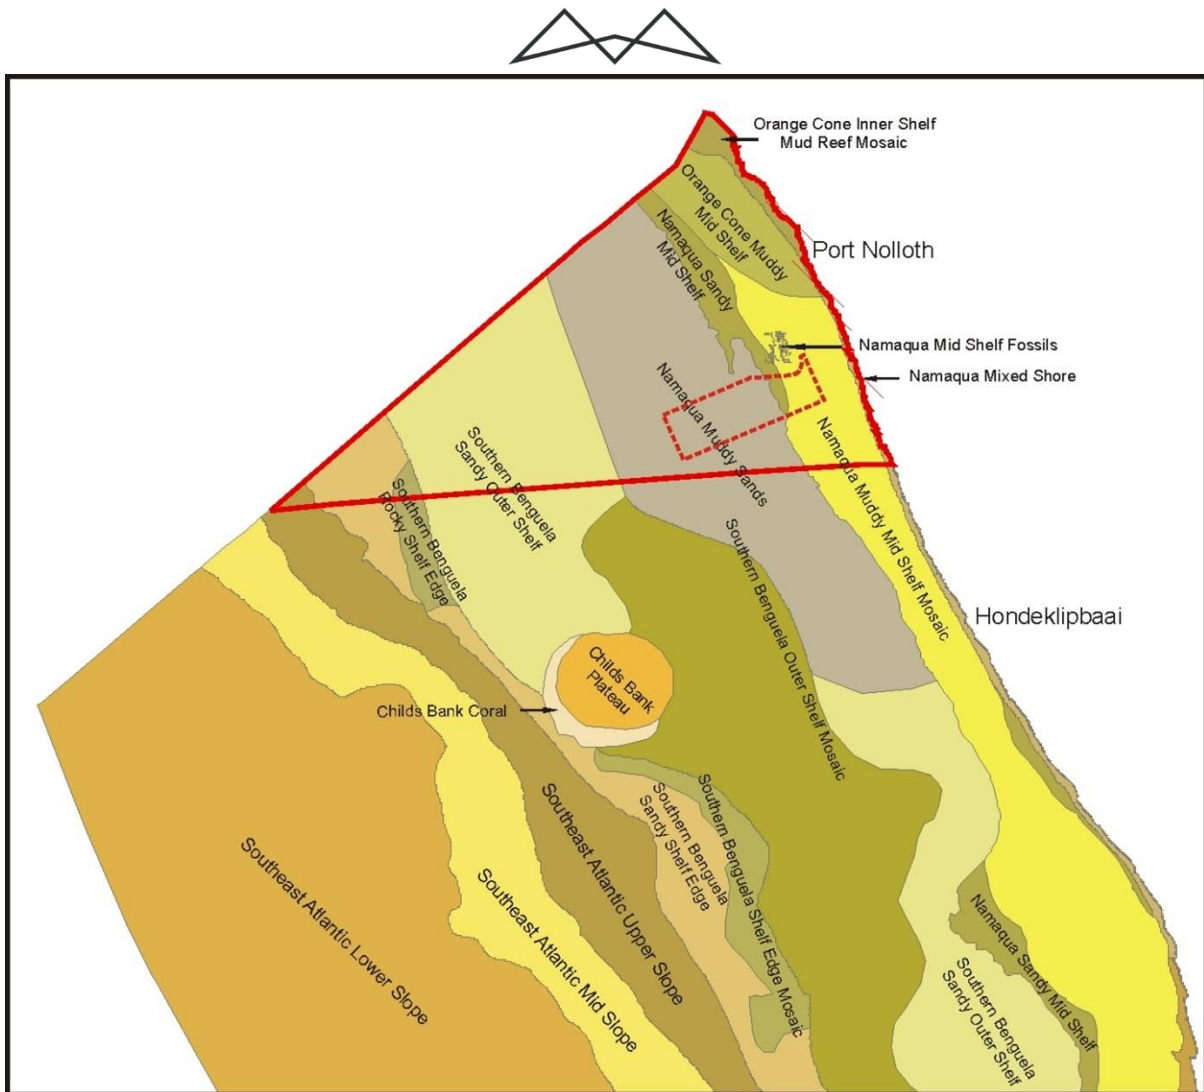 Orange Cone Inner Shelf
Mud Reef Mosaic
Orange Cone Muddy
Mid Shelf
Port Nolloth
Namaqua Sandy
Mid Shelf
Namaqua Mid Shelf Fossils
Namaqua Mixed Shore
Namaqua Muddy Sands
Namaqua Muddy Mid Shelf Mosaic
Southern Benguela
Sandy Outer Shelf
Southern Benguela
Rocky Shelf Edge
Southern Benguela Outer Shelf Mosaic
Hondeklipbaai
Childs Bank
Plateau
Childs Bank Coral
Southern Benguela
Sandy Shelf Edge
Southern Benguela Shelf Edge Mosaic
Southeast Atlantic Upper Slope
Southeast Atlantic Mid Slope
Southeast Atlantic Lower Slope
Namaqua Sandy Mid Shelf
Southern Benguela
Sandy Outer Shelf